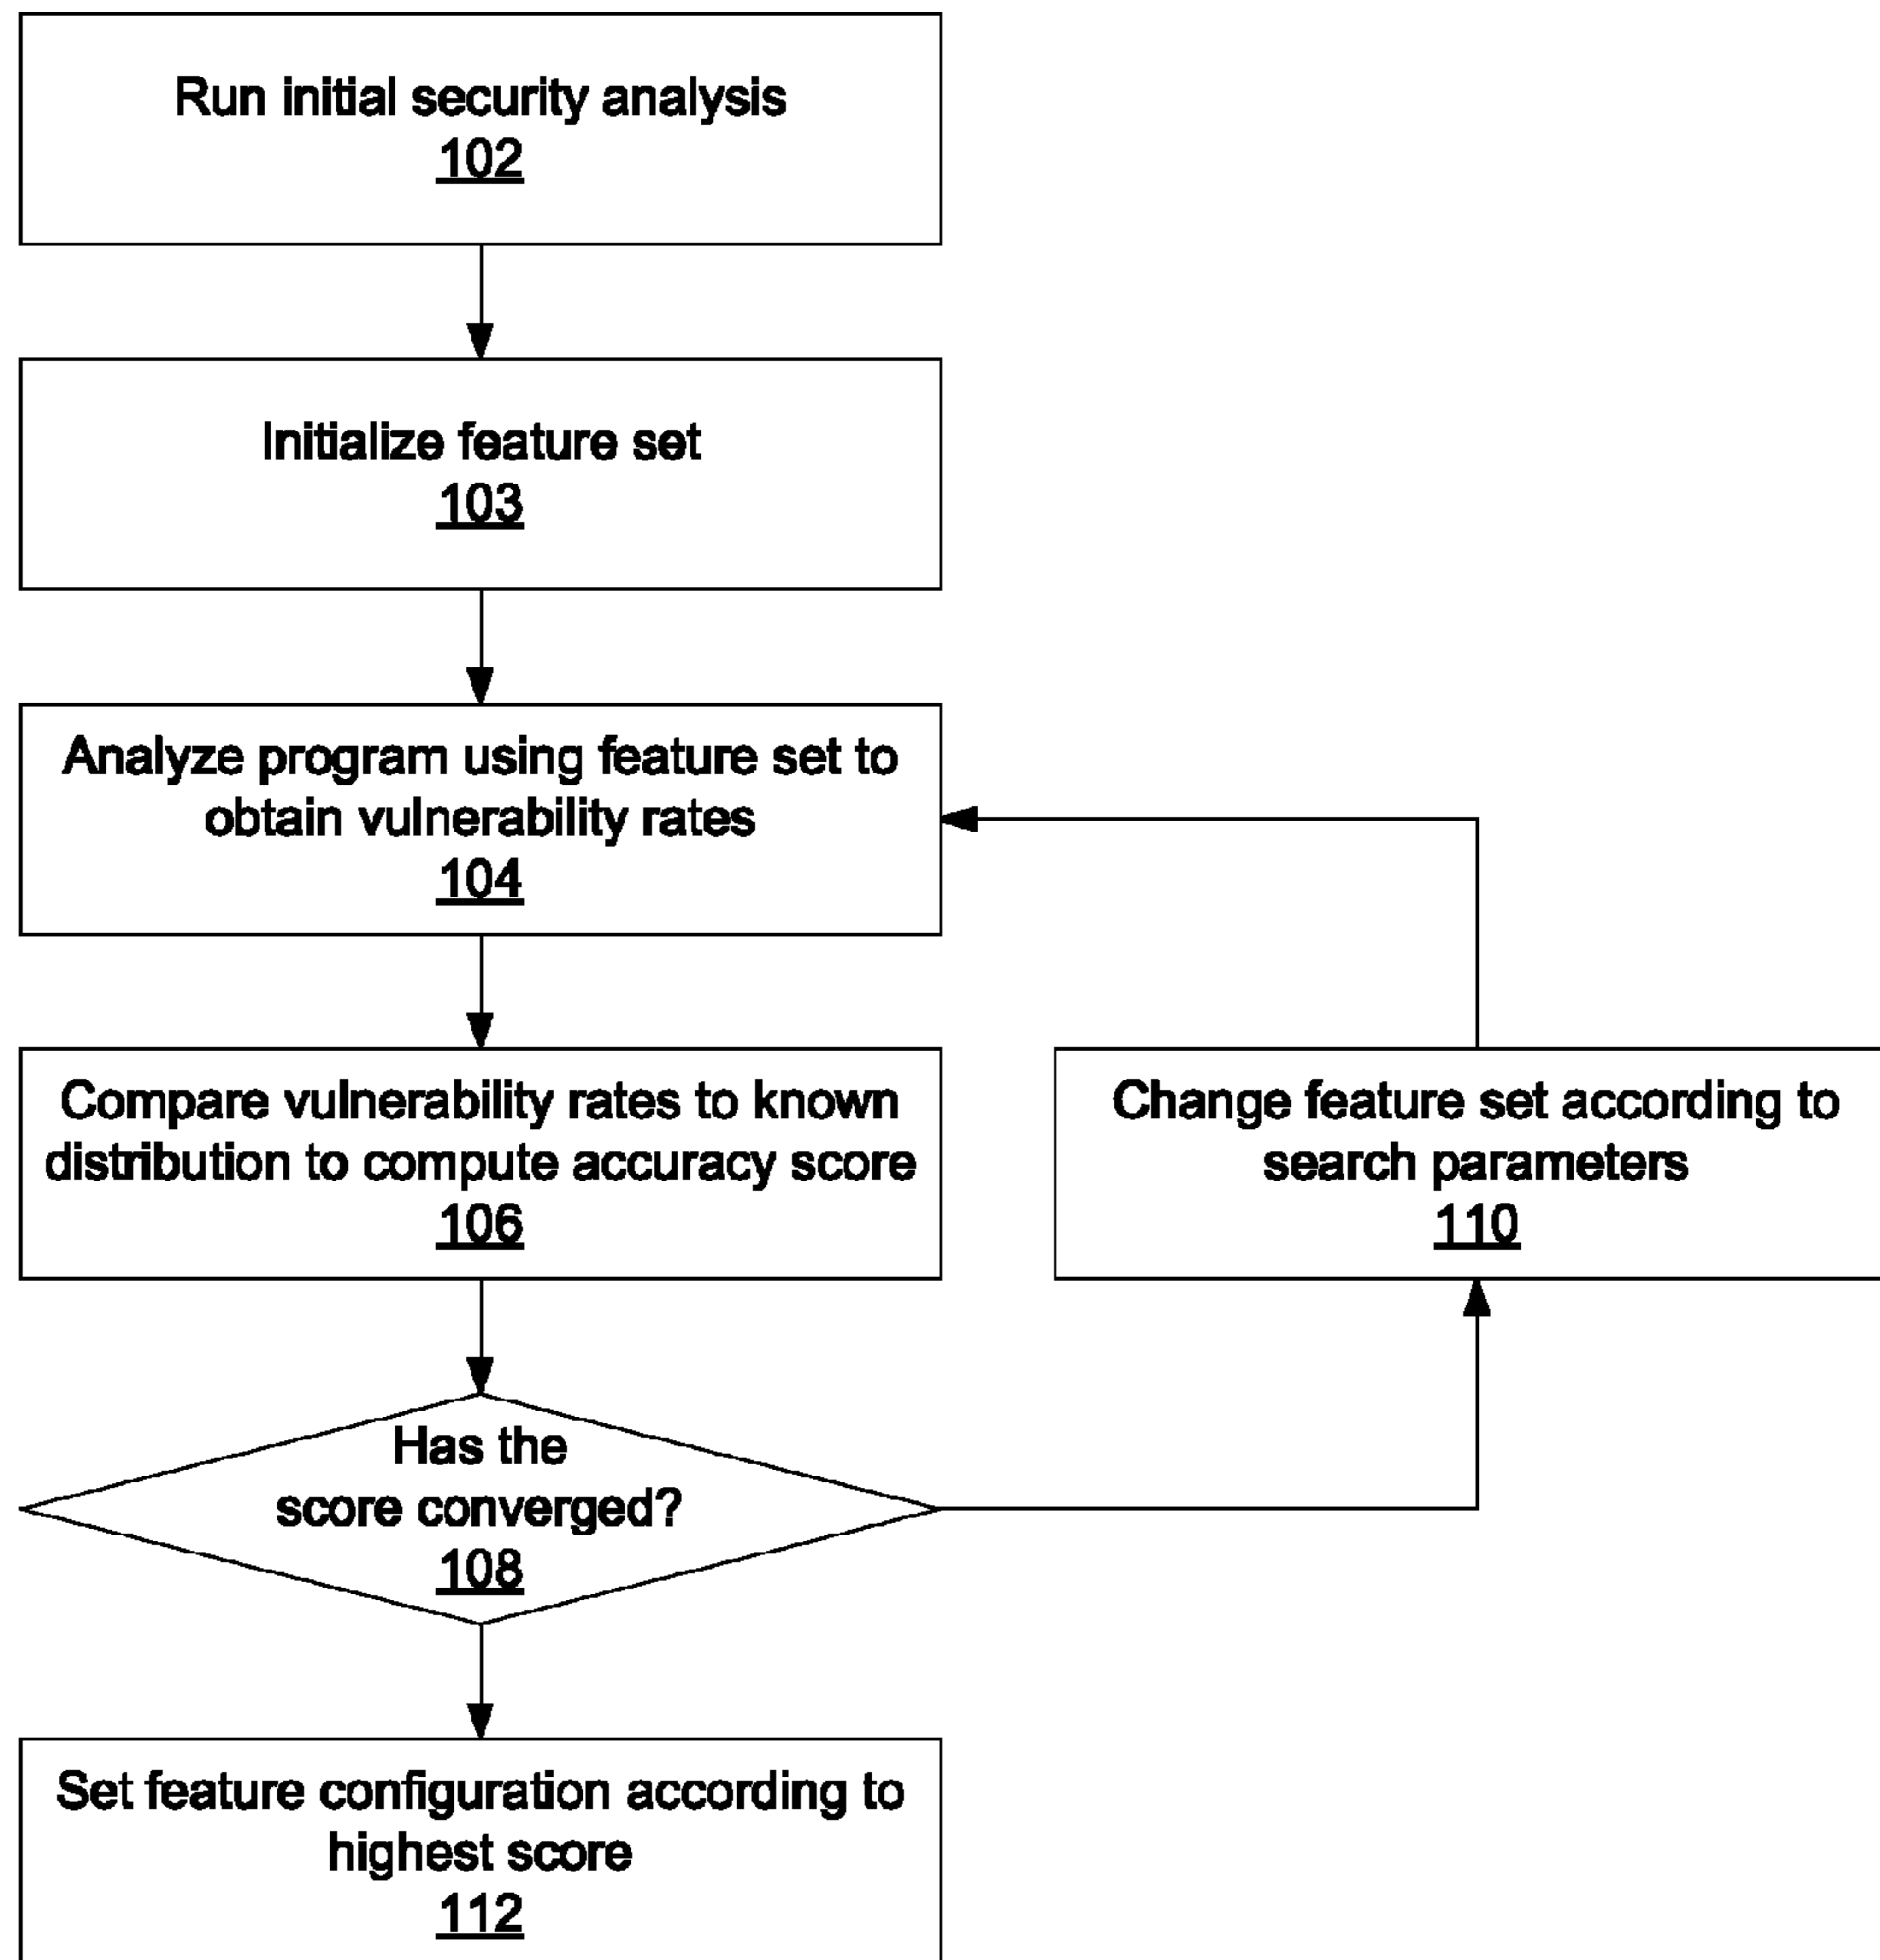 Run initial security analysis
102
Initialize feature set
103
Analyze program using feature set to
obtain vulnerability rates
104
Compare vulnerability rates to known
distribution to compute accuracy score
106
Change feature set according to
search parameters
110
Has the
score converged?
108
Set feature configuration according to
highest score
112